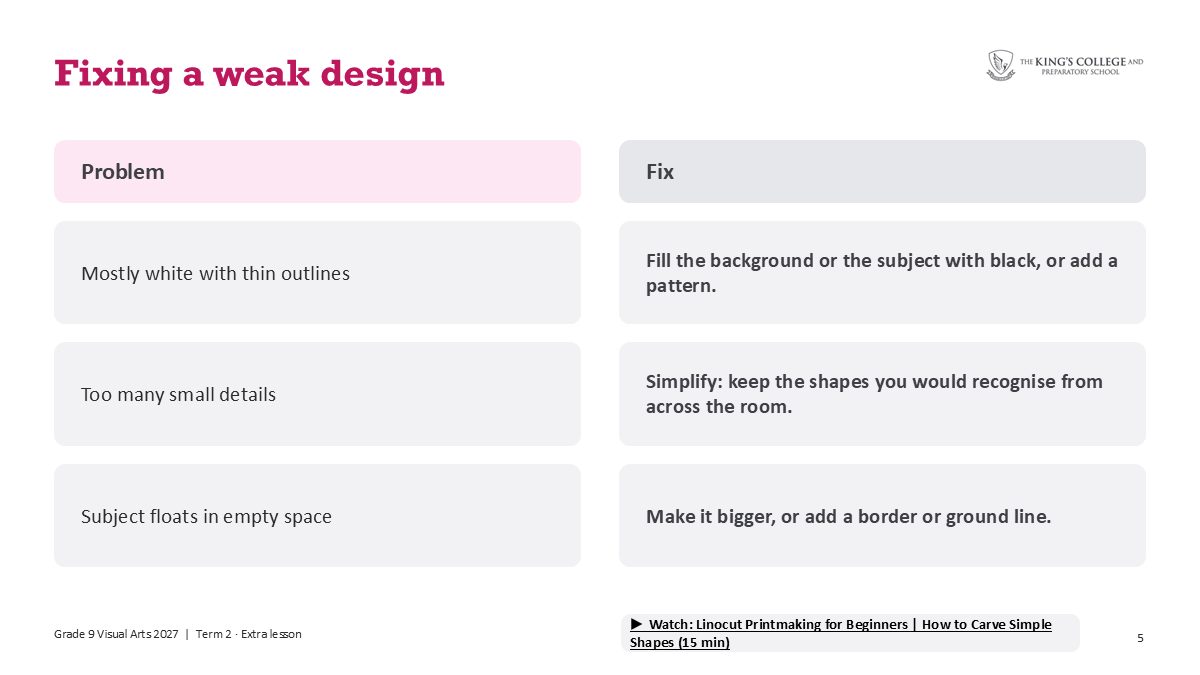 Fixing a weak design
THE KING'S COLLEGE AND
PREPARATORY SCHOOL
Problem
Fix
Mostly white with thin outlines
Fill the background or the subject with black, or add a
pattern.
Too many small details
Simplify: keep the shapes you would recognise from
across the room.
Subject floats in empty space
Make it bigger, or add a border or ground line.
Grade 9 Visual Arts 2027 | Term 2 · Extra lesson
▶ Watch: Linocut Printmaking for Beginners | How to Carve Simple
Shapes (15 min)
5